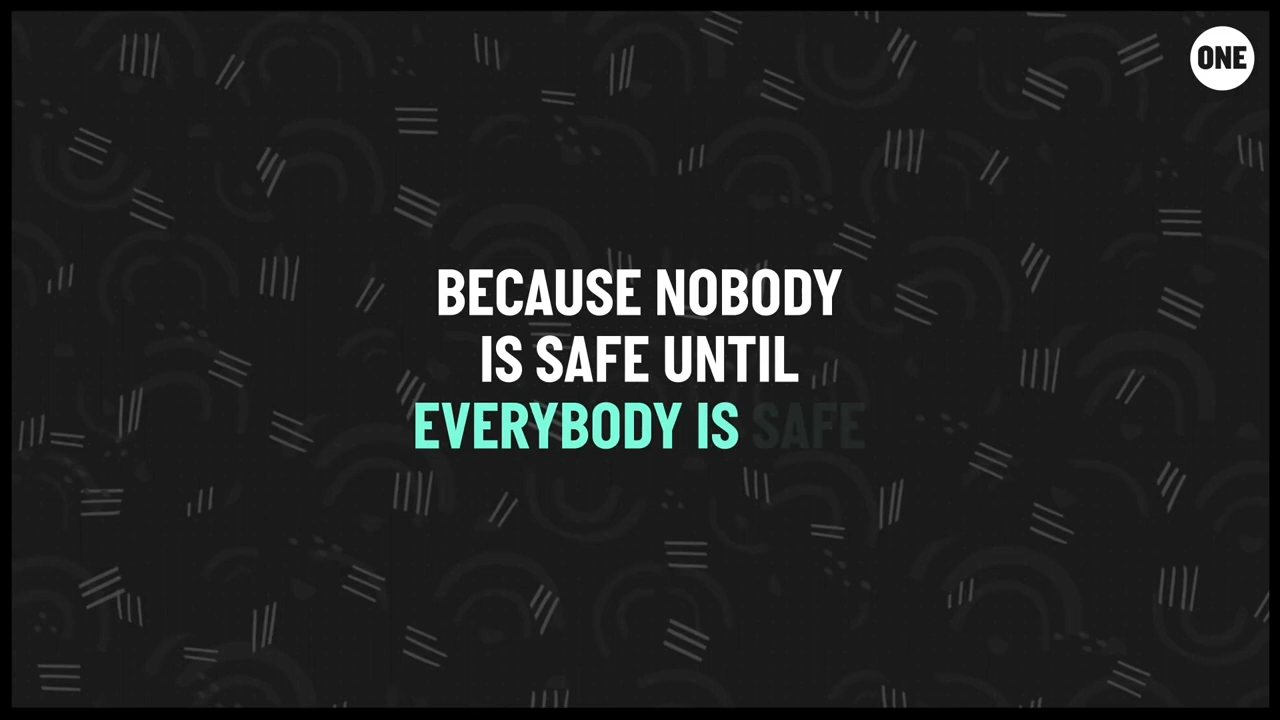 ONE
BECAUSE NOBODY
IS SAFE UNTIL
EVERYBODY IS SAFE